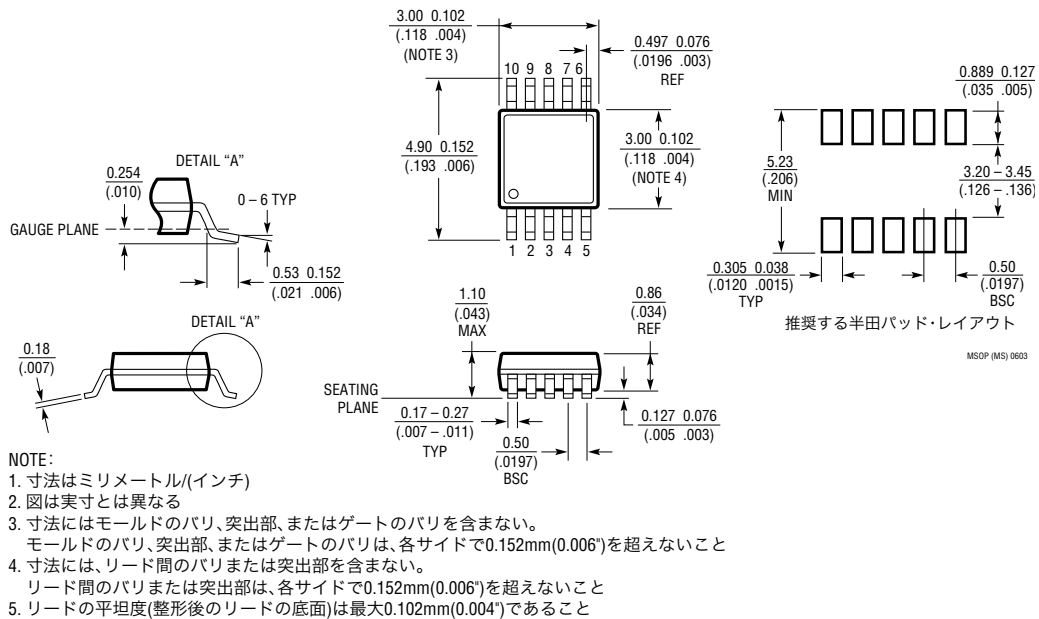 3.00 0.102
(.118 .004)
(NOTE 3)
0.497 0.076
(.0196 .003)
REF
10 9 8 7 6
0.889 0.127
(.035 .005)
DETAIL “A”
0.254
(.010)
0 – 6 TYP
GAUGE PLANE
4.90 0.152
(.193 .006)
3.00 0.102
(.118 .004)
(NOTE 4)
5.23
(.206)
MIN
3.20 – 3.45
(.126 – .136)
1 2 3 4 5
0.53 0.152
(.021 .006)
0.305 0.038
(.0120 .0015)
TYP
0.50
(.0197)
BSC
推奨する半田パッド・レイアウト
DETAIL “A”
1.10
(.043)
MAX
0.86
(.034)
REF
MSOP (MS) 0603
0.18
(.007)
SEATING
PLANE
0.17 – 0.27
(.007 – .011)
TYP
0.50
(.0197)
BSC
0.127 0.076
(.005 .003)
NOTE:
1. 寸法はミリメートル/(インチ)
2. 図は実寸とは異なる
3. 寸法にはモールドのバリ、突出部、またはゲートのバリを含まない。
モールドのバリ、突出部、またはゲートのバリは、各サイドで0.152mm(0.006")を超えないこと
4. 寸法には、リード間のバリまたは突出部を含まない。
リード間のバリまたは突出部は、各サイドで0.152mm(0.006")を超えないこと
5. リードの平坦度(整形後のリードの底面)は最大0.102mm(0.004")であること